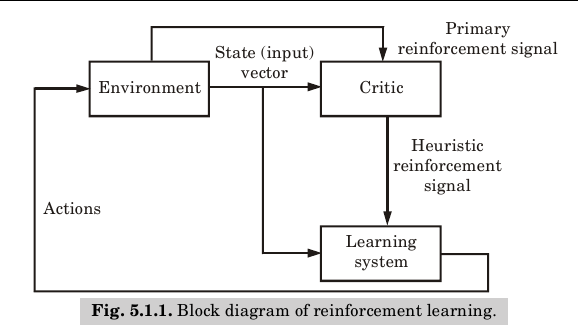 Primary
reinforcement signal
State (input)
vector
Environment
Critic
Heuristic
reinforcement
signal
Actions
Learning
system
Fig. 5.1.1. Block diagram of reinforcement learning.